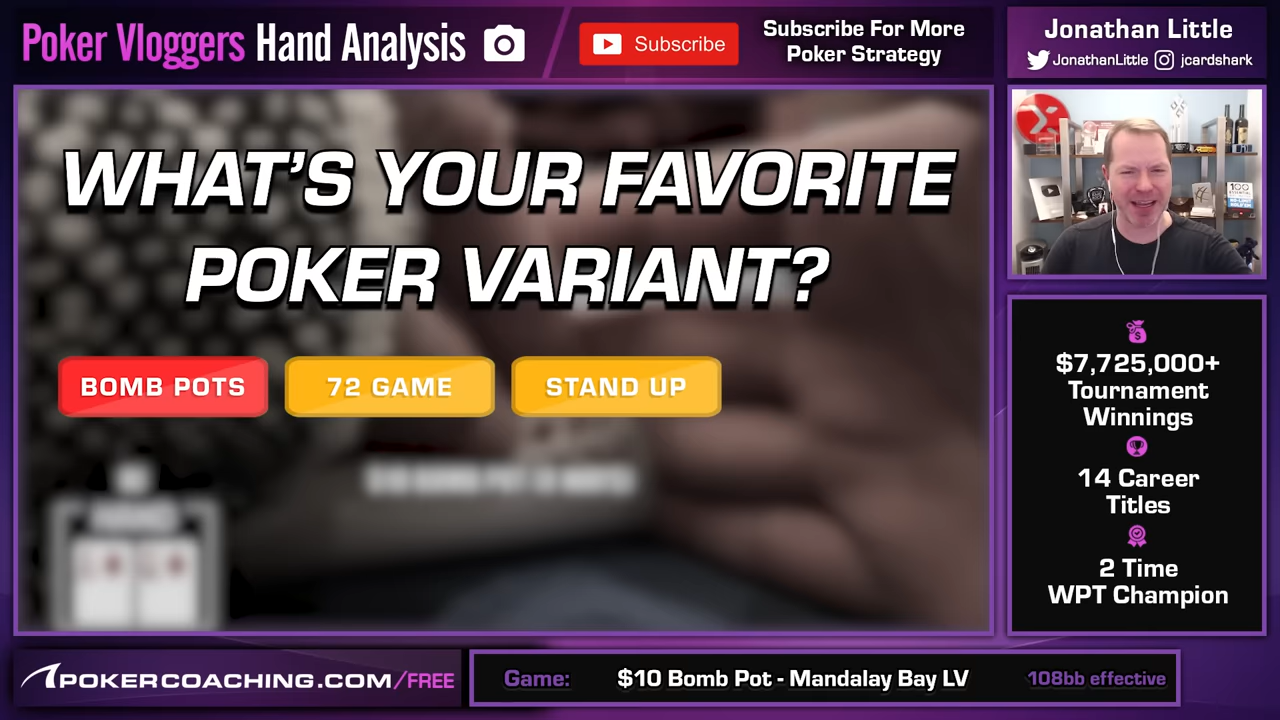 Poker Vloggers Hand Analysis
Subscribe
Subscribe For More
Poker Strategy
Jonathan Little
JonathanLittle jcardshark
WHAT'S YOUR FAVORITE
POKER VARIANT?
BOMB POTS 72 GAME STAND UP
$7,725,000+
Tournament
Winnings
14 Career
Titles
2 Time
WPT Champion
POKERCOACHING.COM/FREE
Game: $10 Bomb Pot - Mandalay Bay LV 108bb effective